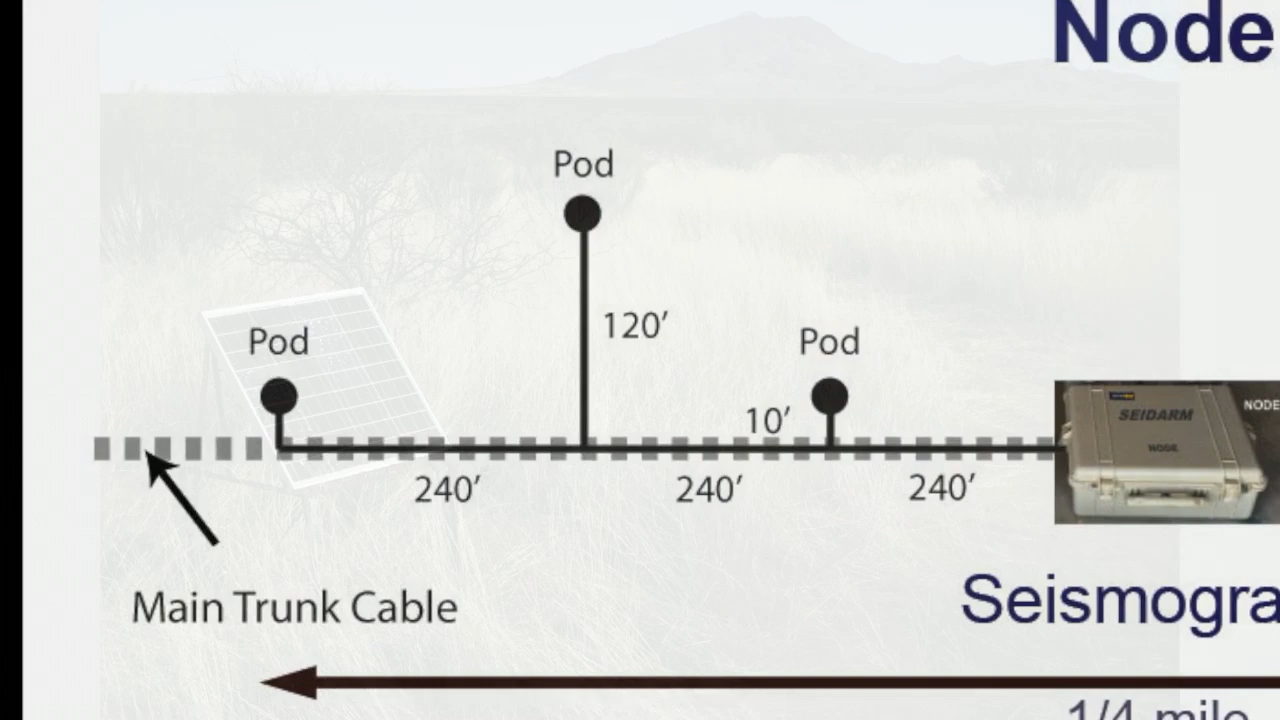 Node
Pod
120′
Pod
Pod
10′
SEIDARM
NODE
NODE
240′
240′
240′
Main Trunk Cable
Seismogra
1/4 mile